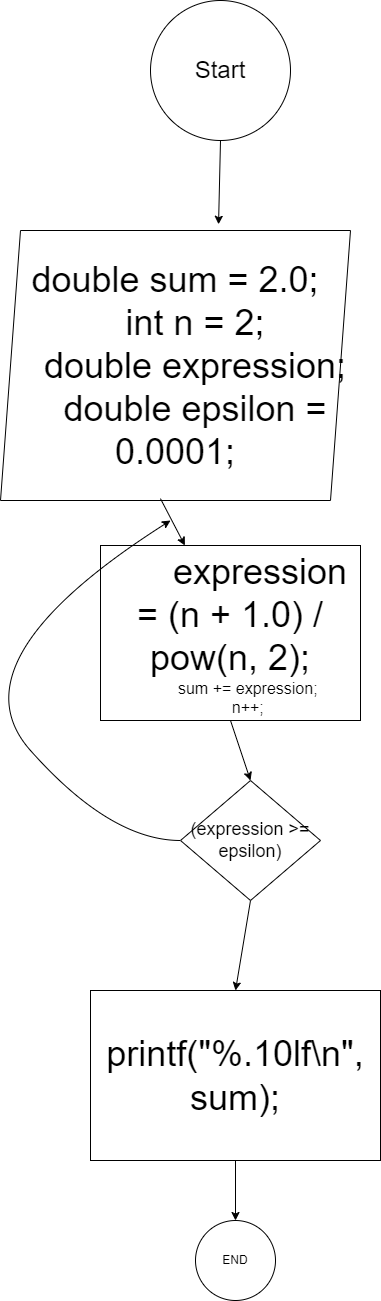 Start
double sum = 2.0;
int n = 2;
double expression;
double epsilon =
0.0001;
expression
= (n + 1.0) /
pow(n, 2);
sum += expression;
n++;
(expression >=
epsilon)
printf("%.10lf\n",
sum);
END